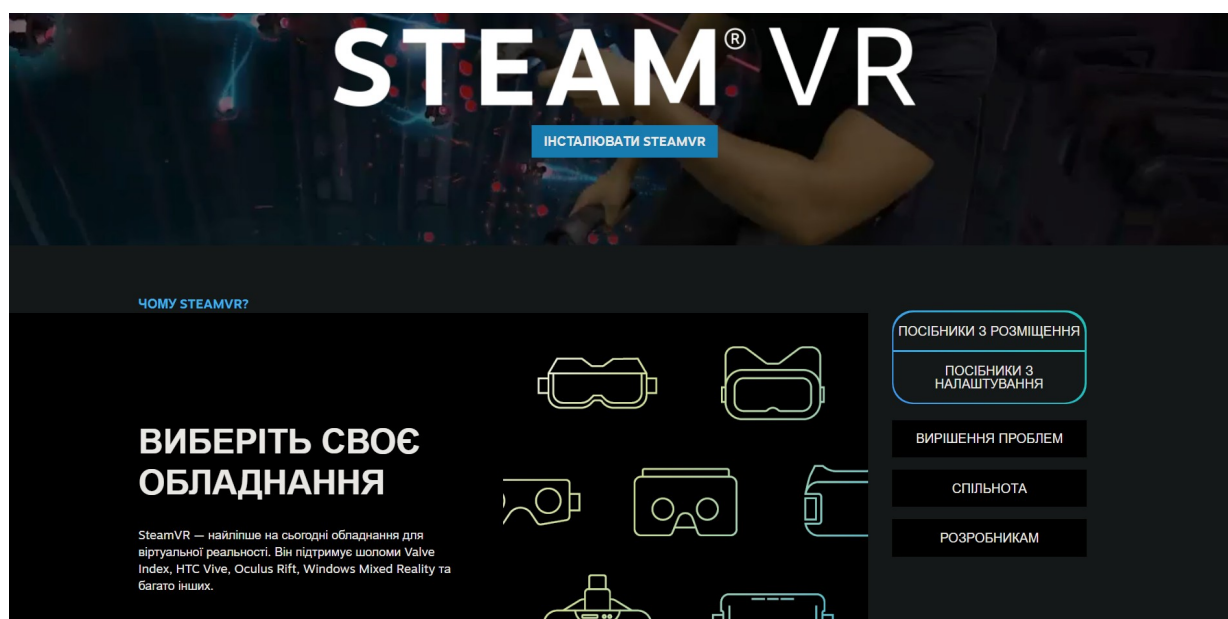 STEAM® VR
ІНСТАЛЮВАТИ STEAMVR
ЧОМУ STEAMVR?
ВИБЕРІТЬ СВОЄ
ОБЛАДНАННЯ
SteamVR — найліпше на сьогодні обладнання для
віртуальної реальності. Він підтримує шоломи Valve
Index, HTC Vive, Oculus Rift, Windows Mixed Reality та
багато інших.
ПОСІБНИКИ З РОЗМІЩЕННЯ
ПОСІБНИКИ З
НАЛАШТУВАННЯ
ВИРІШЕННЯ ПРОБЛЕМ
СПІЛЬНОТА
РОЗРОБНИКАМ